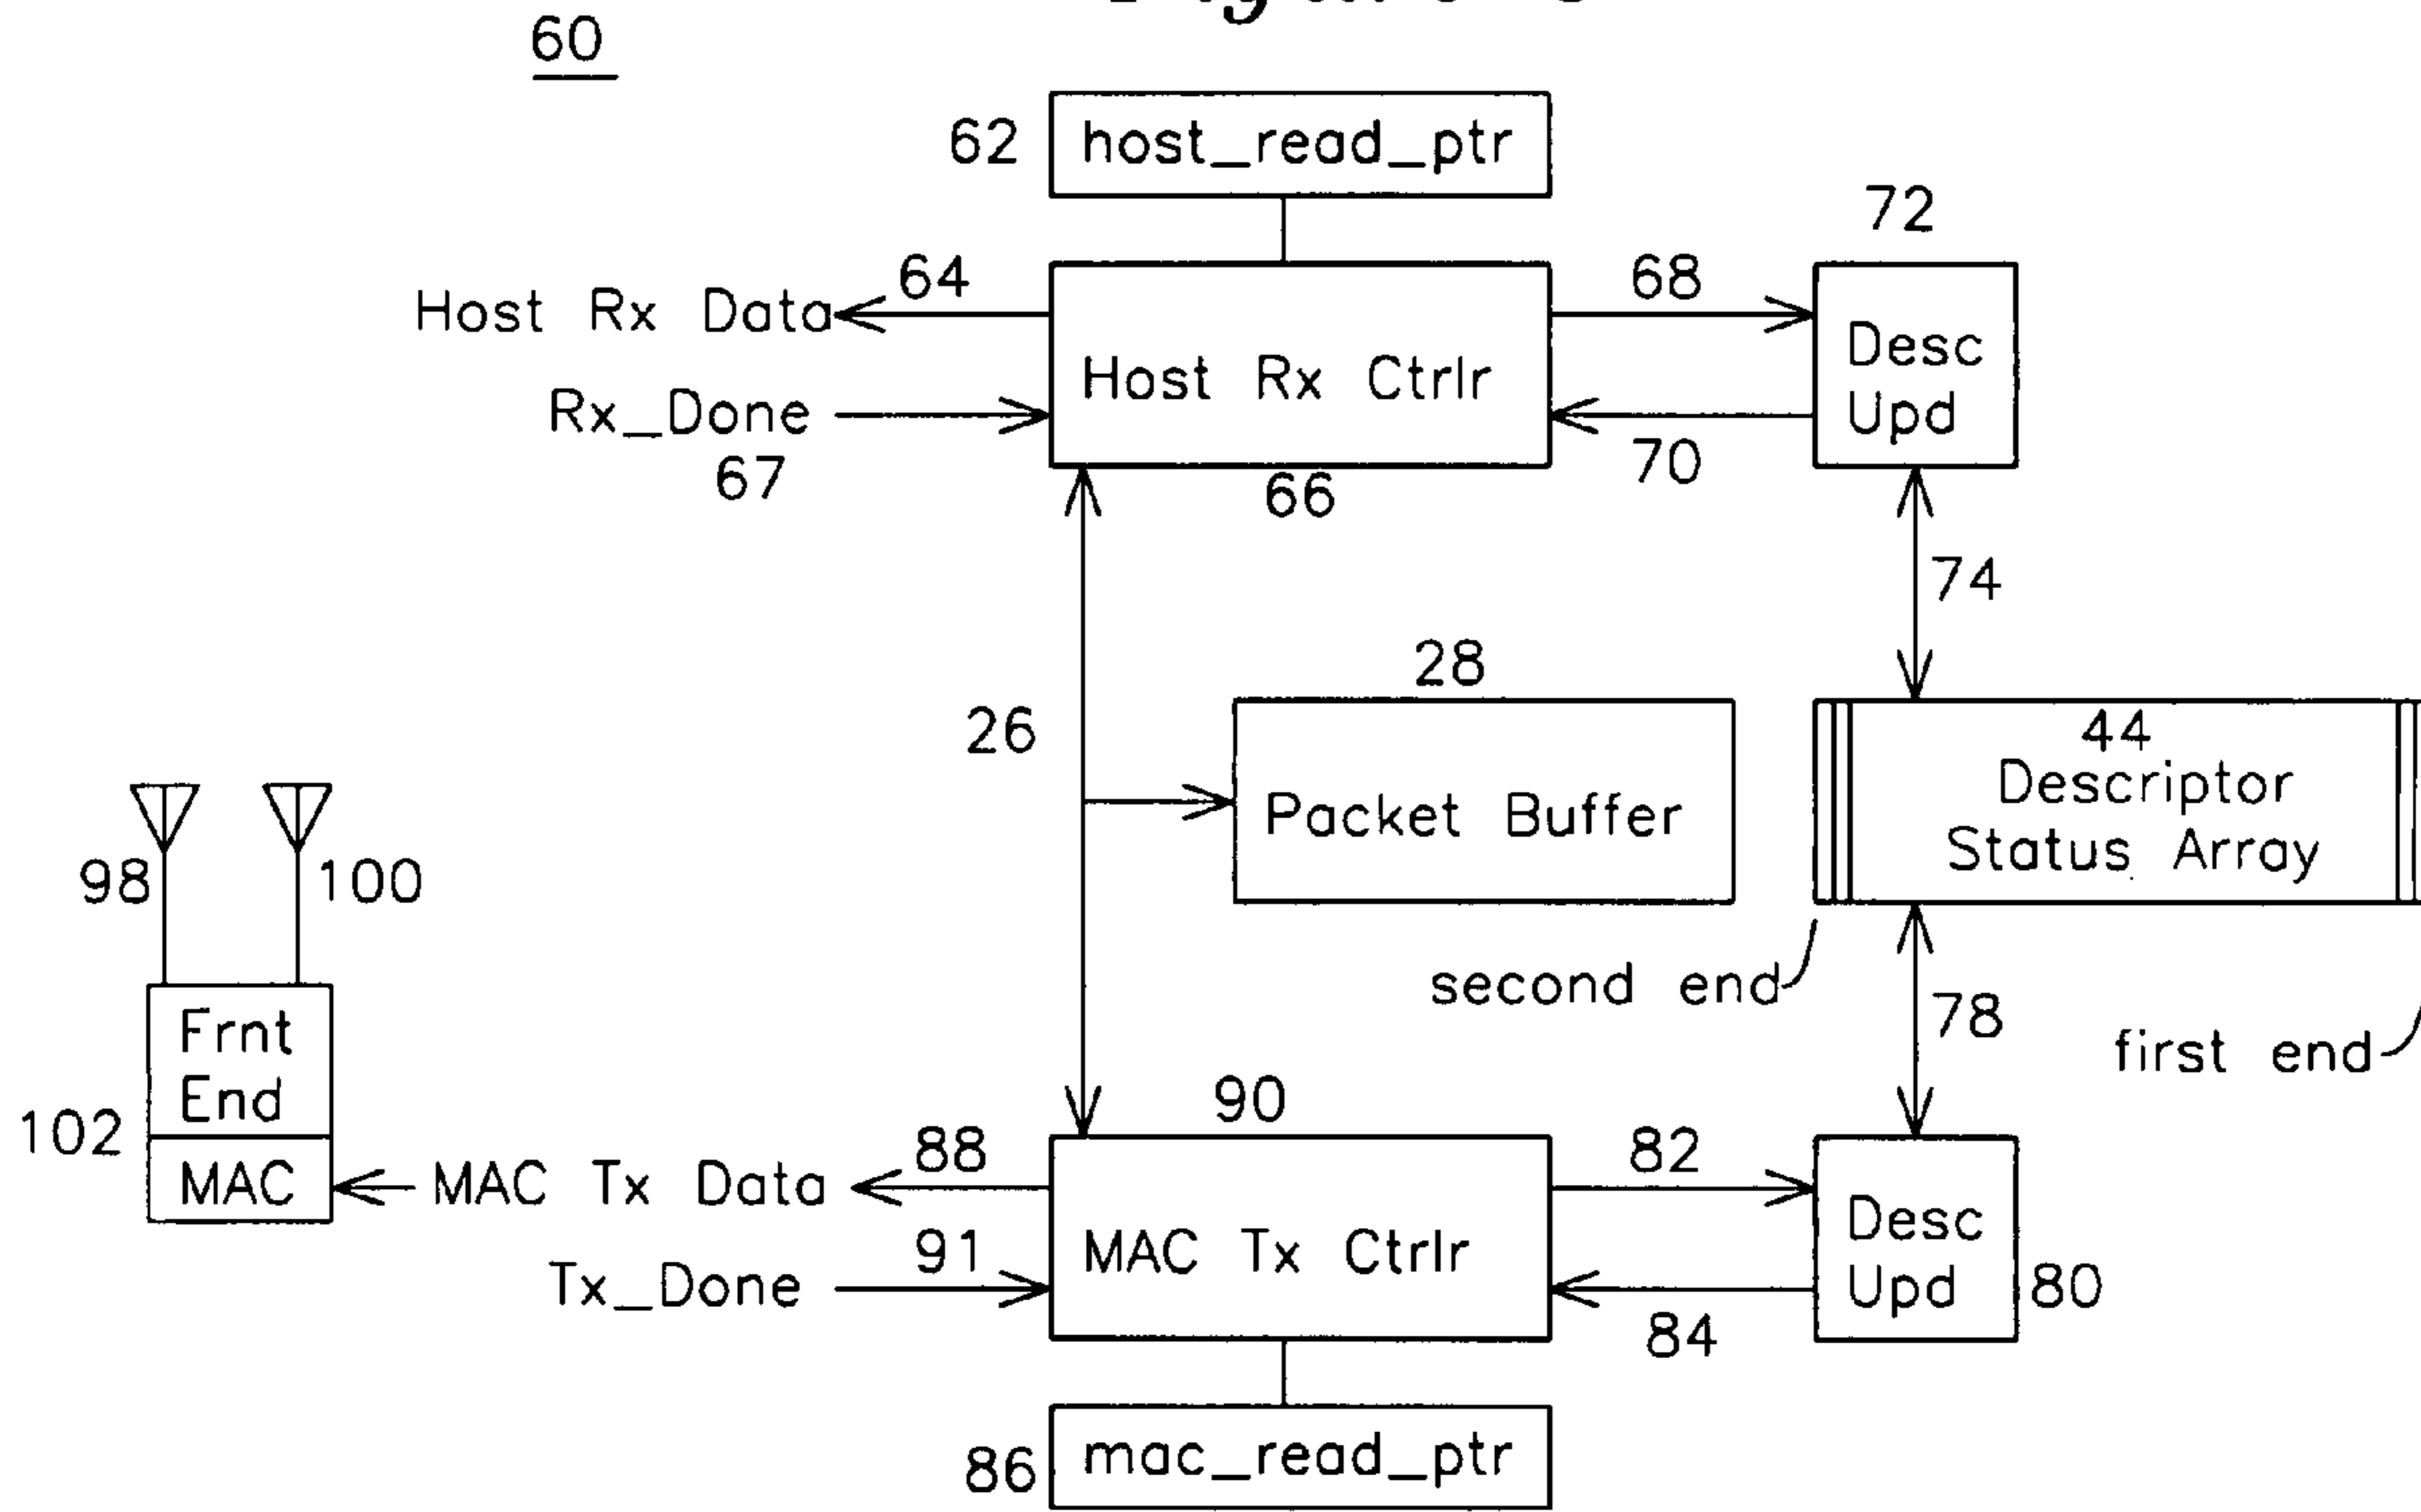 60
62
host_read_ptr
72
64
68
Host Rx Data
Desc
Upd
Host Rx Ctrlr
Rx_Done
67
66
70
74
28
26
Packet Buffer
44
Descriptor
Status Array
98
100
second end
78
first end
Frnt
End
102
MAC
90
88
82
MAC Tx Data
Desc
Upd
80
MAC Tx Ctrlr
91
Tx_Done
84
86
mac_read_ptr